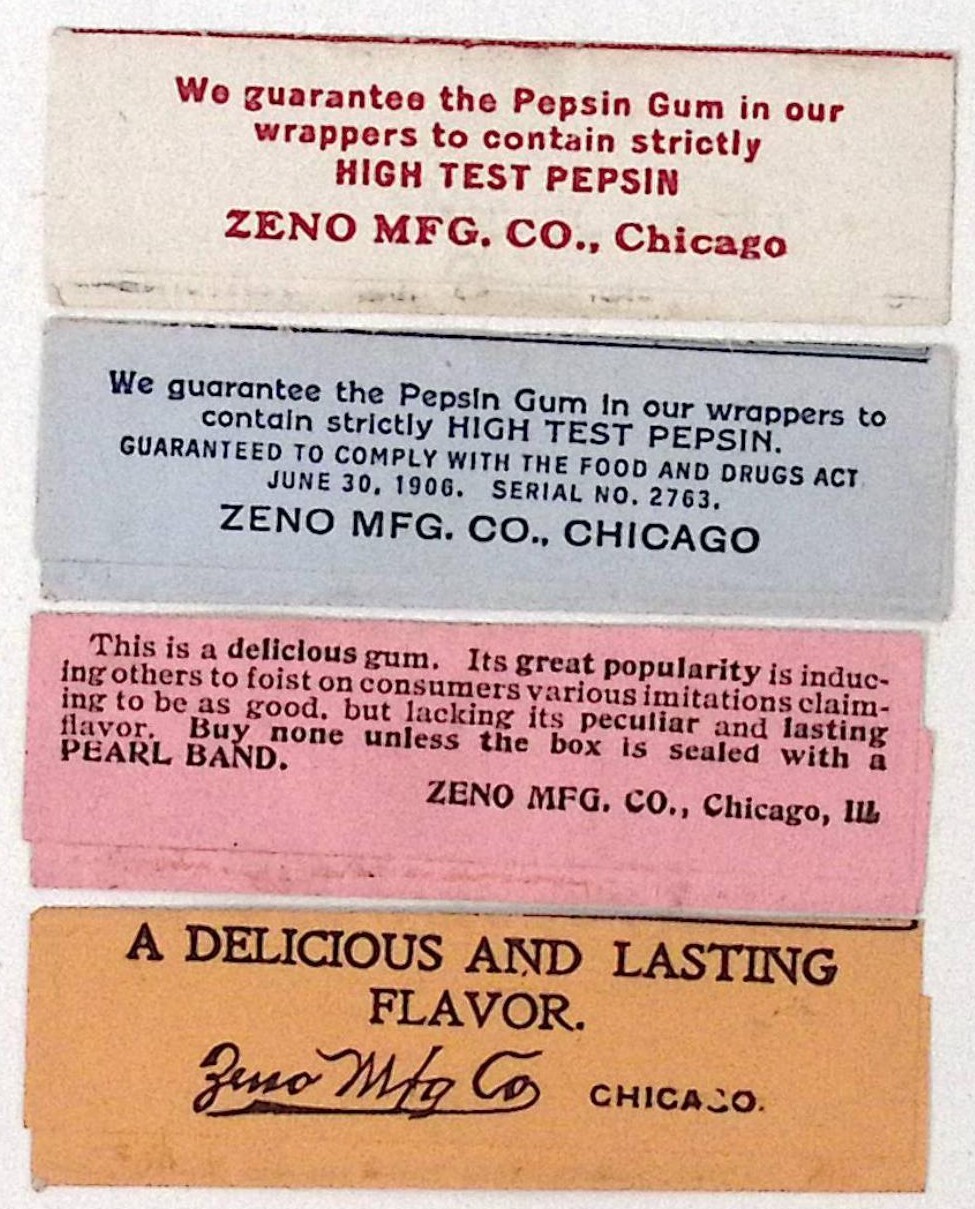 We guarantee the Pepsin Gum in our
wrappers to contain strictly
HIGH TEST PEPSIN
ZENO MFG. CO., Chicago
We guarantee the Pepsin Gum in our wrappers to
contain strictly HIGH TEST PEPSIN.
GUARANTEED TO COMPLY WITH THE FOOD AND DRUGS ACT
JUNE 30, 1906. SERIAL NO. 2763.
ZENO MFG. CO., CHICAGO
This is a delicious gum. Its great popularity is induc-
ing others to foist on consumers various imitations claim-
ing to be as good, but lacking its peculiar and lasting
flavor. Buy none unless the box is sealed with a
PEARL BAND.
ZENO MFG. CO., Chicago, Ill.
A DELICIOUS AND LASTING
FLAVOR.
Zeno Mfg Co CHICAGO.